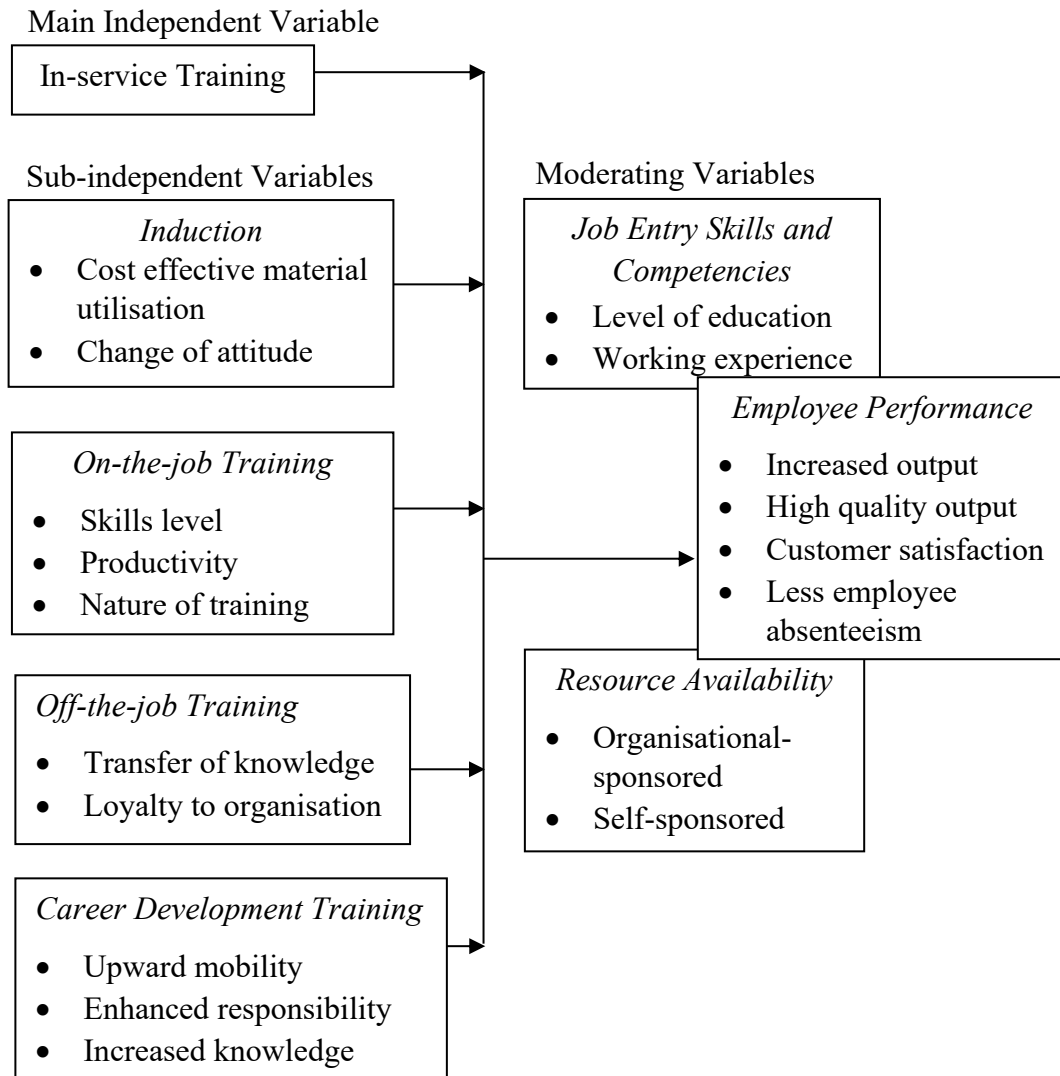 Main Independent Variable
In-service Training
Sub-independent Variables
Induction
• Cost effective material
utilisation
• Change of attitude
On-the-job Training
• Skills level
• Productivity
• Nature of training
Off-the-job Training
• Transfer of knowledge
• Loyalty to organisation
Career Development Training
• Upward mobility
• Enhanced responsibility
• Increased knowledge
Moderating Variables
Job Entry Skills and
Competencies
• Level of education
• Working experience
Employee Performance
• Increased output
• High quality output
• Customer satisfaction
• Less employee
absenteeism
Resource Availability
• Organisational-
sponsored
• Self-sponsored